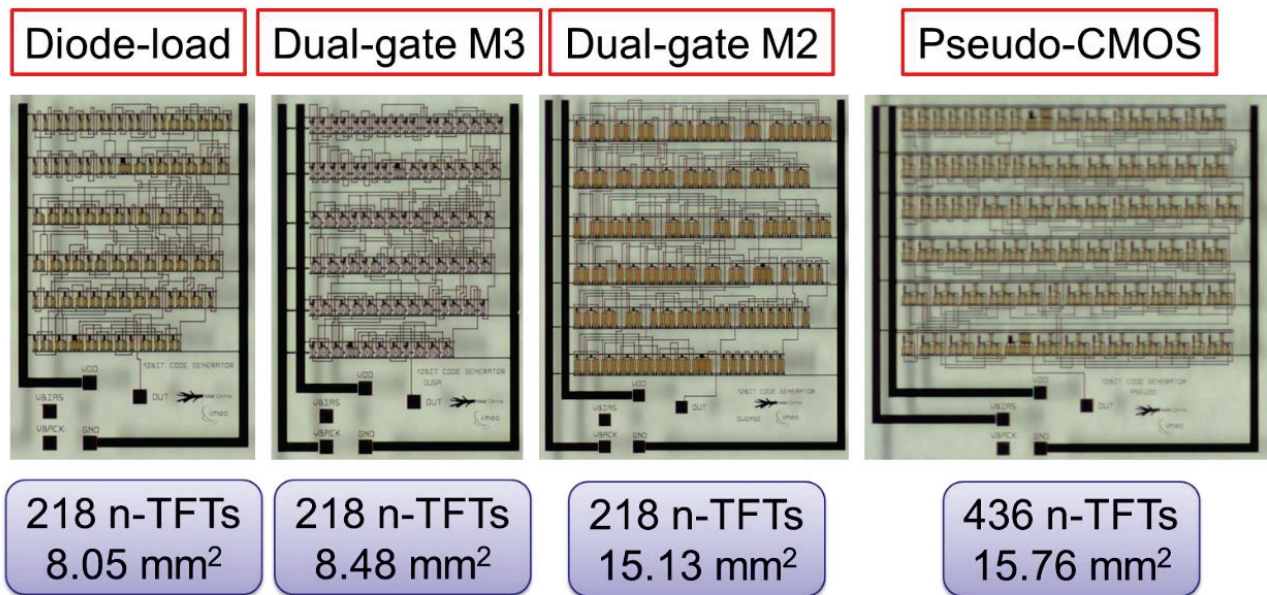 Diode-load
Dual-gate M3
Dual-gate M2
Pseudo-CMOS
VDD
VBIAS
VBACK
GND
OUT
12BIT CODE GENERATOR
imec
VDD
VBIAS
VBACK
GND
OUT
12BIT CODE GENERATOR
DUGA
imec
VDD
VBIAS
VBACK
GND
OUT
12BIT CODE GENERATOR
imec
VDD
VBIAS
VBACK
GND
OUT
12BIT CODE GENERATOR
PSEUDO
imec
218 n-TFTs
8.05 mm²
218 n-TFTs
8.48 mm²
218 n-TFTs
15.13 mm²
436 n-TFTs
15.76 mm²